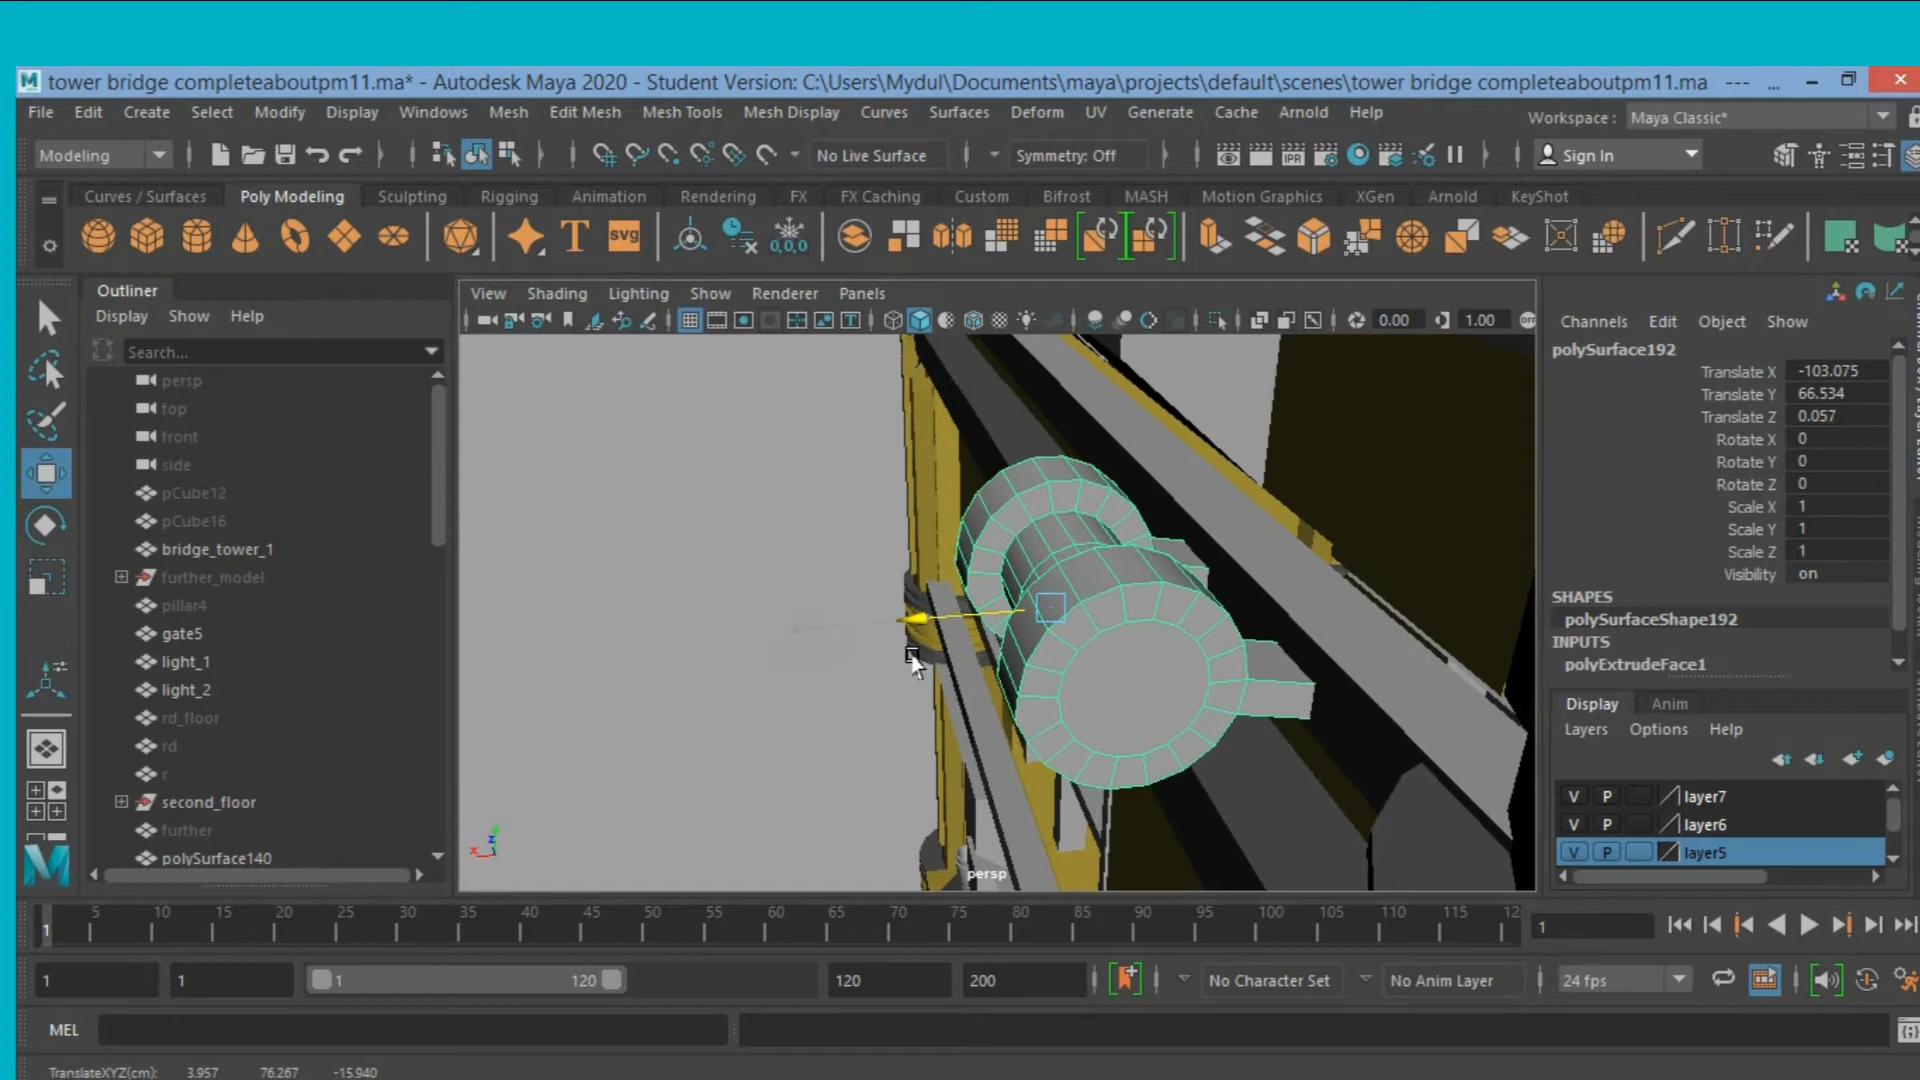 tower bridge completeaboutpm11.ma* - Autodesk Maya 2020 - Student Version: C:\Users\Mydul\Documents\maya\projects\default\scenes\tower bridge completeaboutpm11.ma --- ...
File Edit Create Select Modify Display Windows Mesh Edit Mesh Mesh Tools Mesh Display Curves Surfaces Deform UV Generate Cache Arnold Help
Workspace : Maya Classic*
Modeling No Live Surface Symmetry: Off IPR Sign In
Curves / Surfaces Poly Modeling Sculpting Rigging Animation Rendering FX FX Caching Custom Bifrost MASH Motion Graphics XGen Arnold KeyShot
T svg 0,0,0
Outliner
Display Show Help
Search...
persp
top
front
side
pCube12
pCube16
bridge_tower_1
further_model
pillar4
gate5
light_1
light_2
rd_floor
rd
r
second_floor
further
polySurface140
View Shading Lighting Show Renderer Panels
0.00 1.00
x z
persp
Channels Edit Object Show
polySurface192
Translate X -103.075
Translate Y 66.534
Translate Z 0.057
Rotate X 0
Rotate Y 0
Rotate Z 0
Scale X 1
Scale Y 1
Scale Z 1
Visibility on
SHAPES
polySurfaceShape192
INPUTS
polyExtrudeFace1
Display Anim
Layers Options Help
V P layer7
V P layer6
V P layer5
1 5 10 15 20 25 30 35 40 45 50 55 60 65 70 75 80 85 90 95 100 105 110 115 12
1
1 1 1 120 120 200 No Character Set No Anim Layer 24 fps
MEL
TranslateXYZ(cm): 3.957 76.267 -15.940